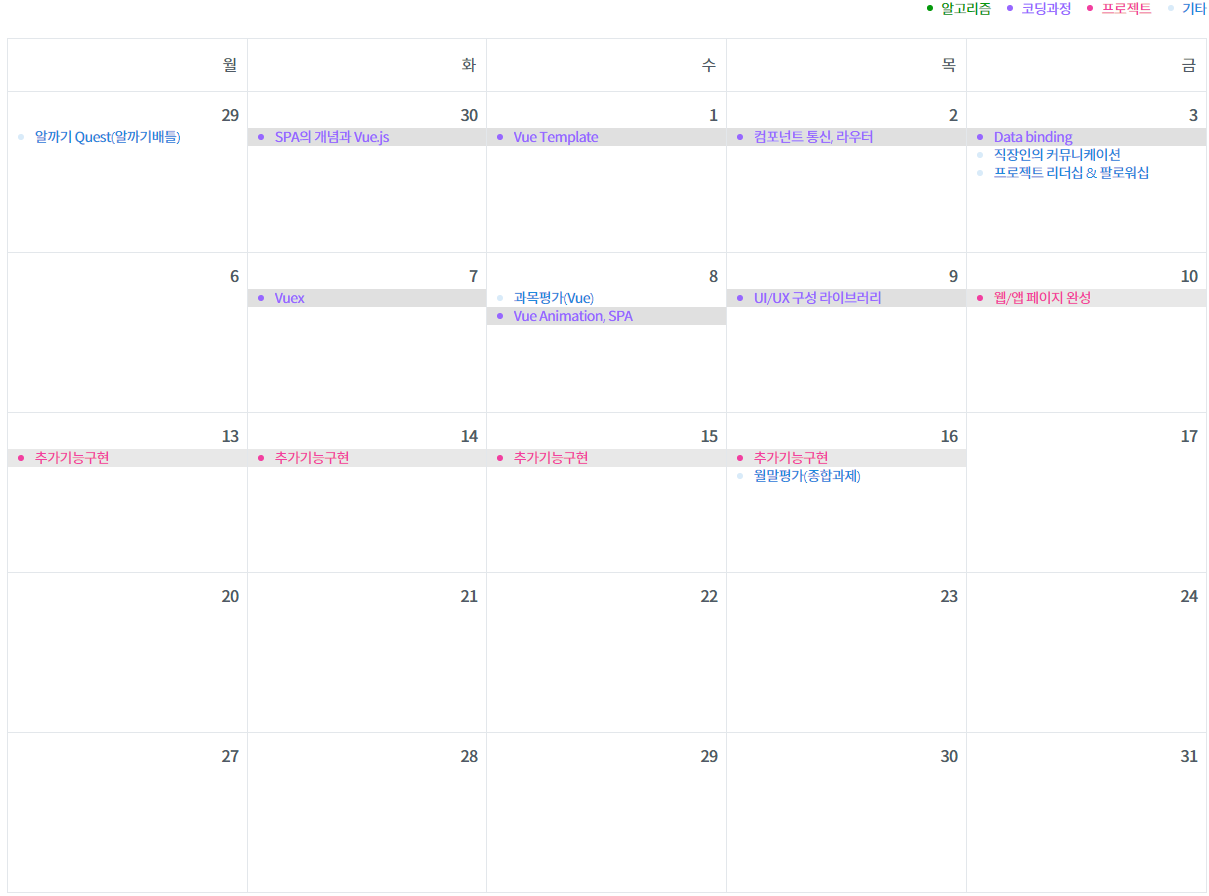 알고리즘 코딩과정 프로젝트 기타
월 화 수 목 금
29 30 1 2 3
알까기 Quest(알까기배틀) SPA의 개념과 Vue.js Vue Template 컴포넌트 통신, 라우터 Data binding
직장인의 커뮤니케이션
프로젝트 리더십 & 팔로워십
6 7 8 9 10
Vuex 과목평가(Vue) UI/UX 구성 라이브러리 웹/앱 페이지 완성
Vue Animation, SPA
13 14 15 16 17
추가기능구현 추가기능구현 추가기능구현 추가기능구현
월말평가(종합과제)
20 21 22 23 24
27 28 29 30 31